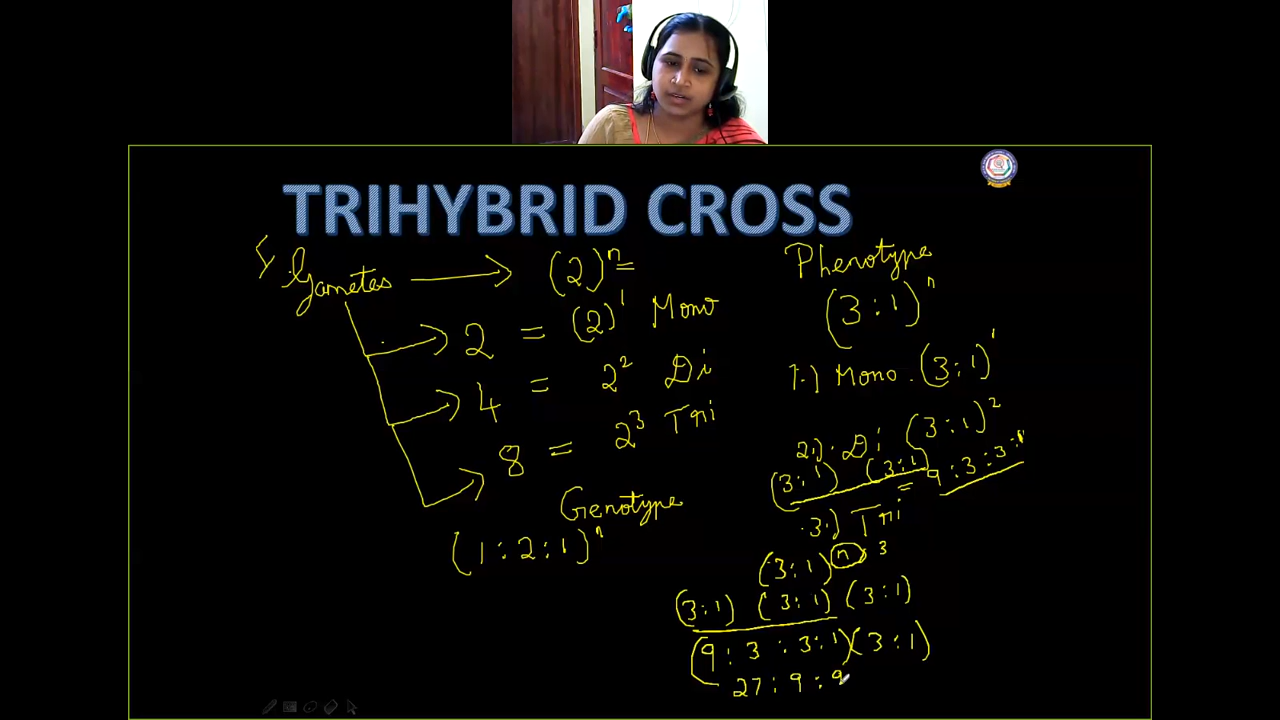 TRIHYBRID CROSS
Gametes → (2)ⁿ =
→ 2 = (2)¹ Mono
→ 4 = 2² Di
→ 8 = 2³ Tri
Genotype
(1:2:1)ⁿ
Phenotype
(3:1)ⁿ
1.) Mono. (3:1)¹
2.) Di (3:1)²
(3:1) (3:1) = 9:3:3:1
3.) Tri
(3:1)ⁿ 3
(3:1) (3:1) (3:1)
(9:3:3:1)(3:1)
27:9:9